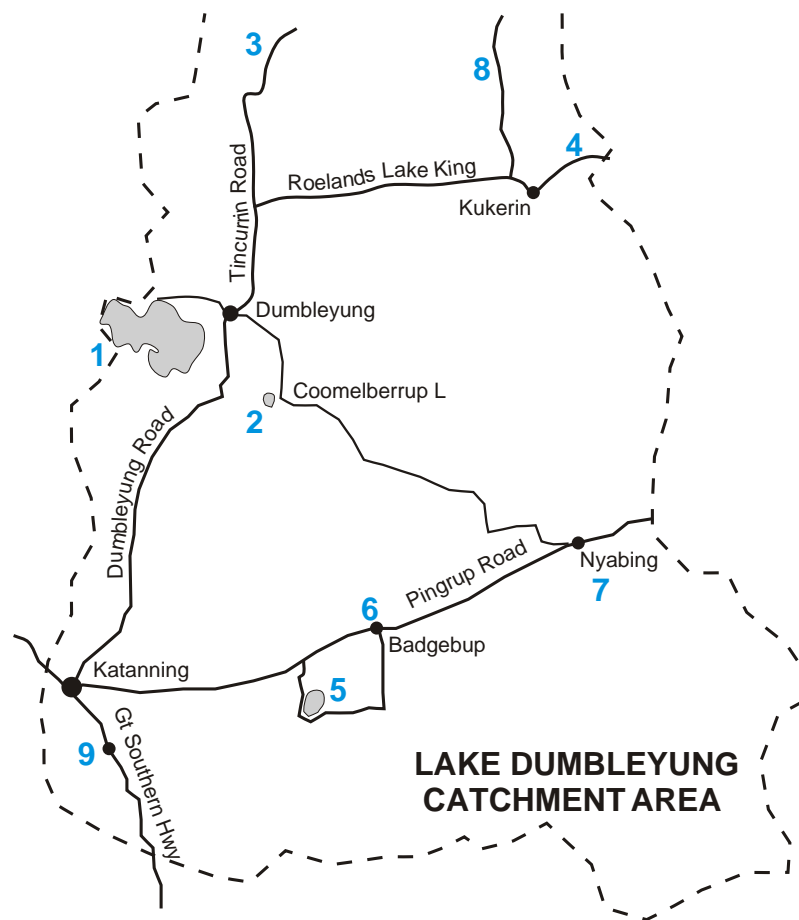 3
8
4
Roelands Lake King
Tincurrin Road
Kukerin
Dumbleyung
1
Coomelberrup L
2
Dumbleyung Road
Pingrup Road
Nyabing
7
6
Badgebup
Katanning
5
9
Gt Southern Hwy
LAKE DUMBLEYUNG
CATCHMENT AREA